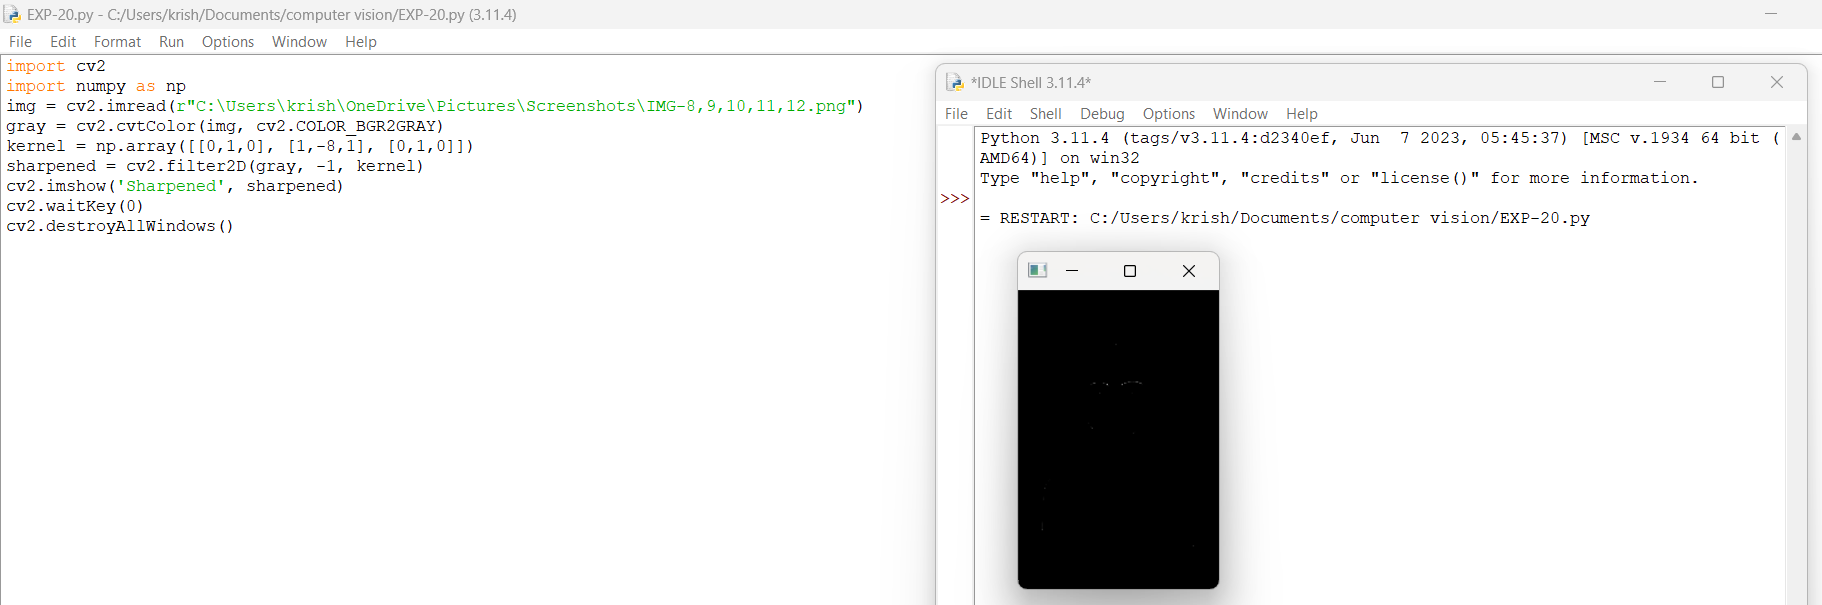 EXP-20.py - C:/Users/krish/Documents/computer vision/EXP-20.py (3.11.4)
File Edit Format Run Options Window Help
import cv2
import numpy as np
img = cv2.imread(r"C:\Users\krish\OneDrive\Pictures\Screenshots\IMG-8,9,10,11,12.png")
gray = cv2.cvtColor(img, cv2.COLOR_BGR2GRAY)
kernel = np.array([[0,1,0], [1,-8,1], [0,1,0]])
sharpened = cv2.filter2D(gray, -1, kernel)
cv2.imshow('Sharpened', sharpened)
cv2.waitKey(0)
cv2.destroyAllWindows()
*IDLE Shell 3.11.4*
File Edit Shell Debug Options Window Help
Python 3.11.4 (tags/v3.11.4:d2340ef, Jun  7 2023, 05:45:37) [MSC v.1934 64 bit (
AMD64)] on win32
Type "help", "copyright", "credits" or "license()" for more information.
>>>
= RESTART: C:/Users/krish/Documents/computer vision/EXP-20.py